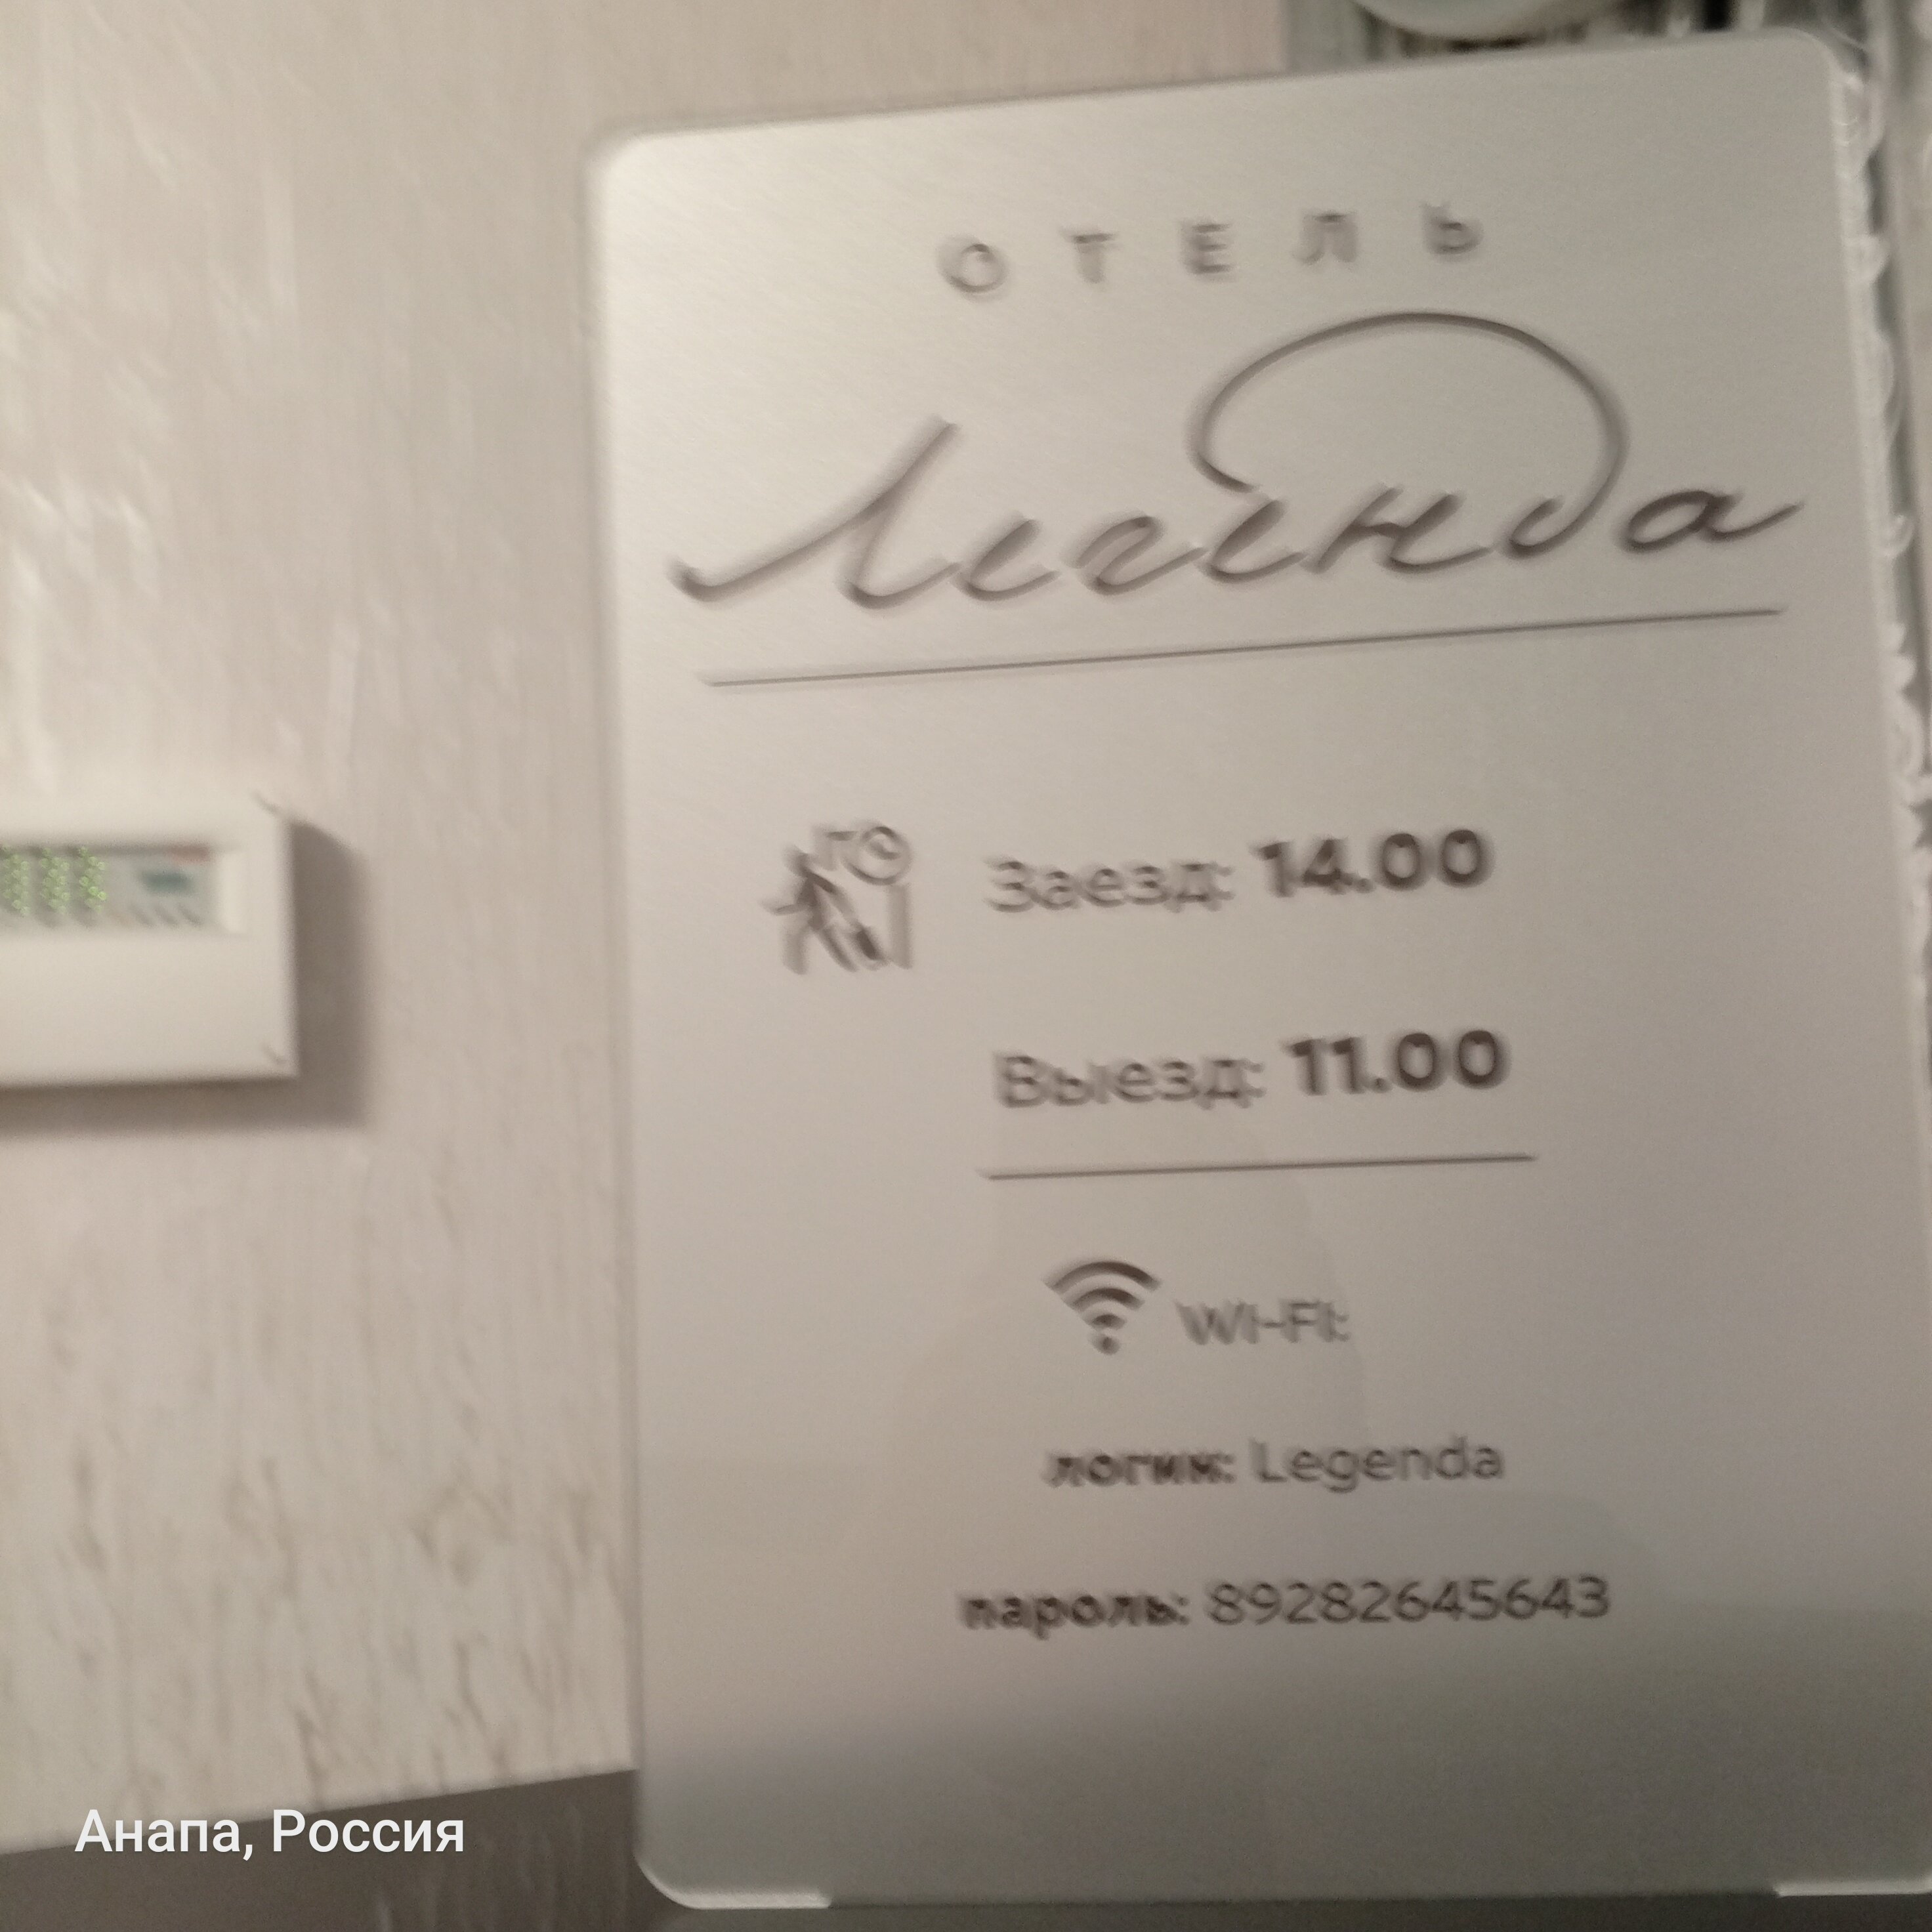 ОТЕЛЬ
Легенда
Заезд: 14.00
Выезд: 11.00
WI-FI:
логин: Legenda
пароль: 89282645643
Анапа, Россия